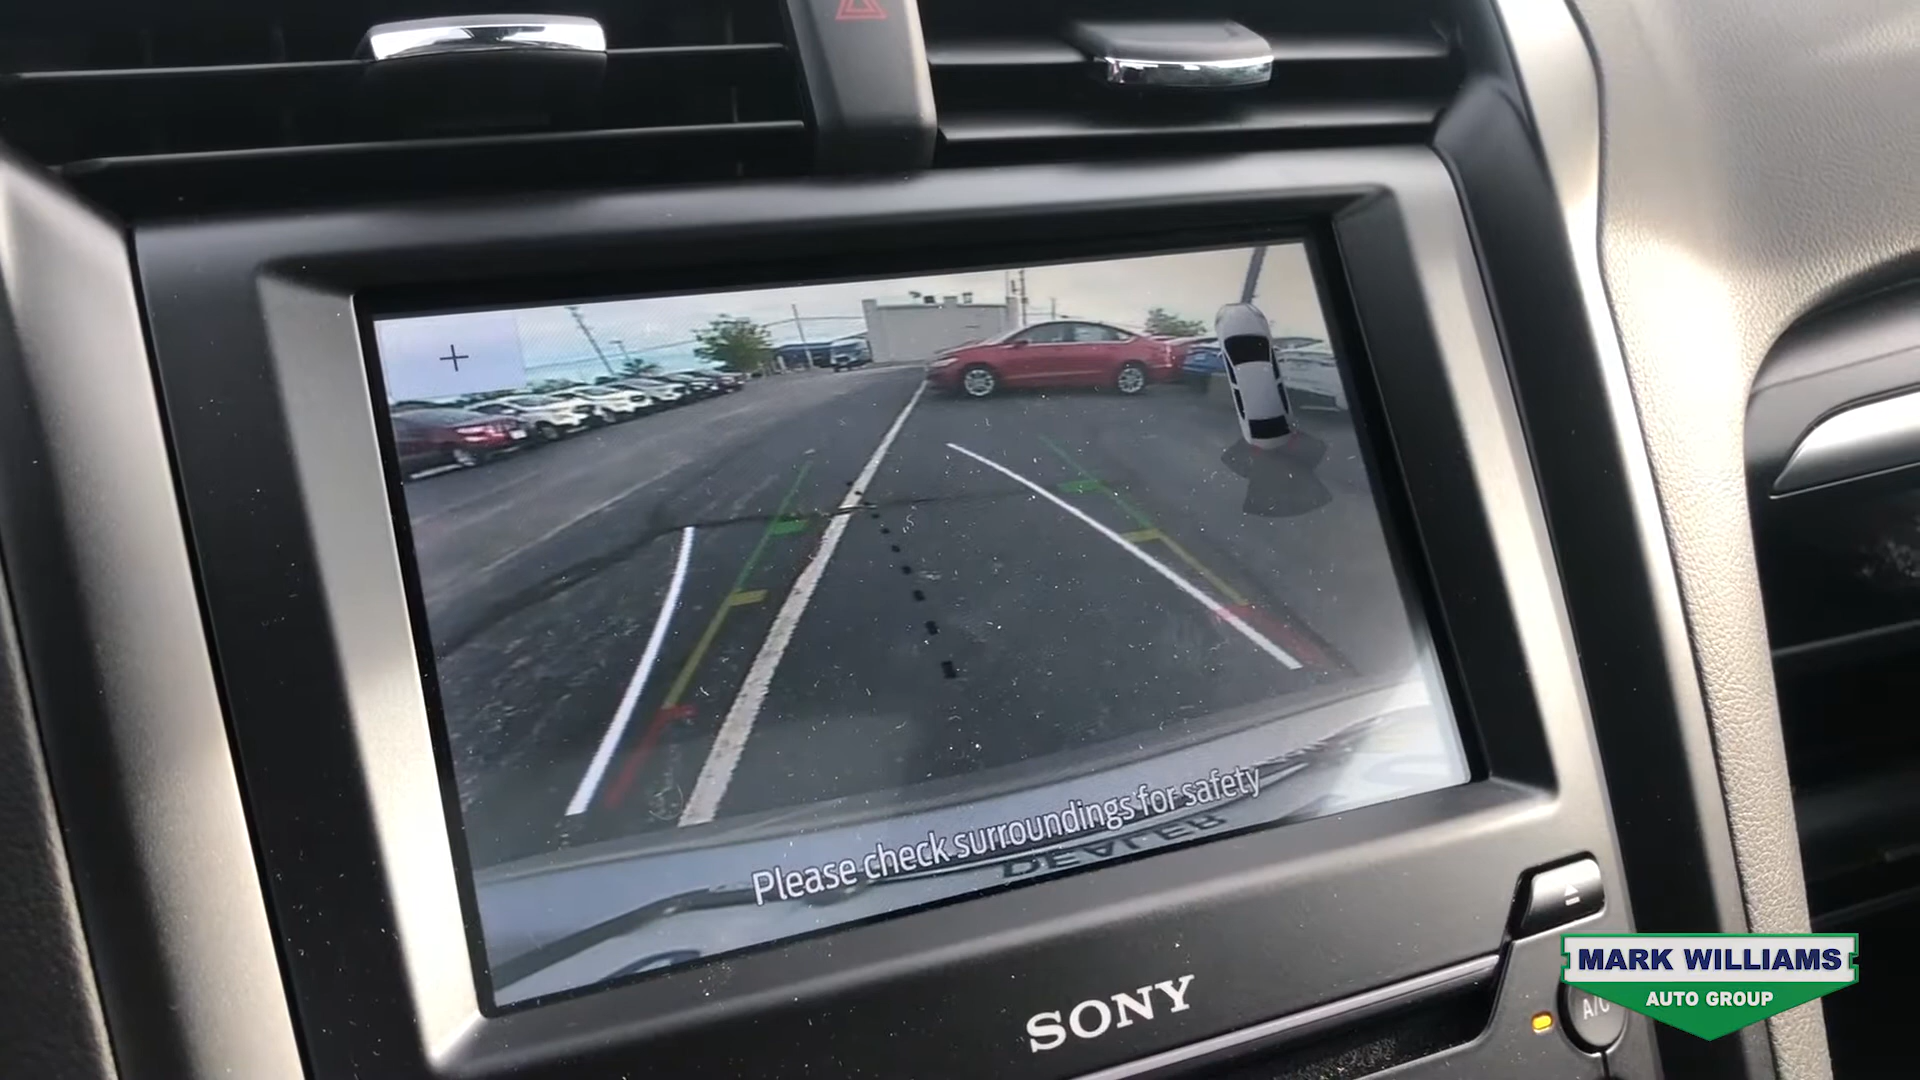 Please check surroundings for safety
DEALER
SONY
A/C
MARK WILLIAMS
AUTO GROUP